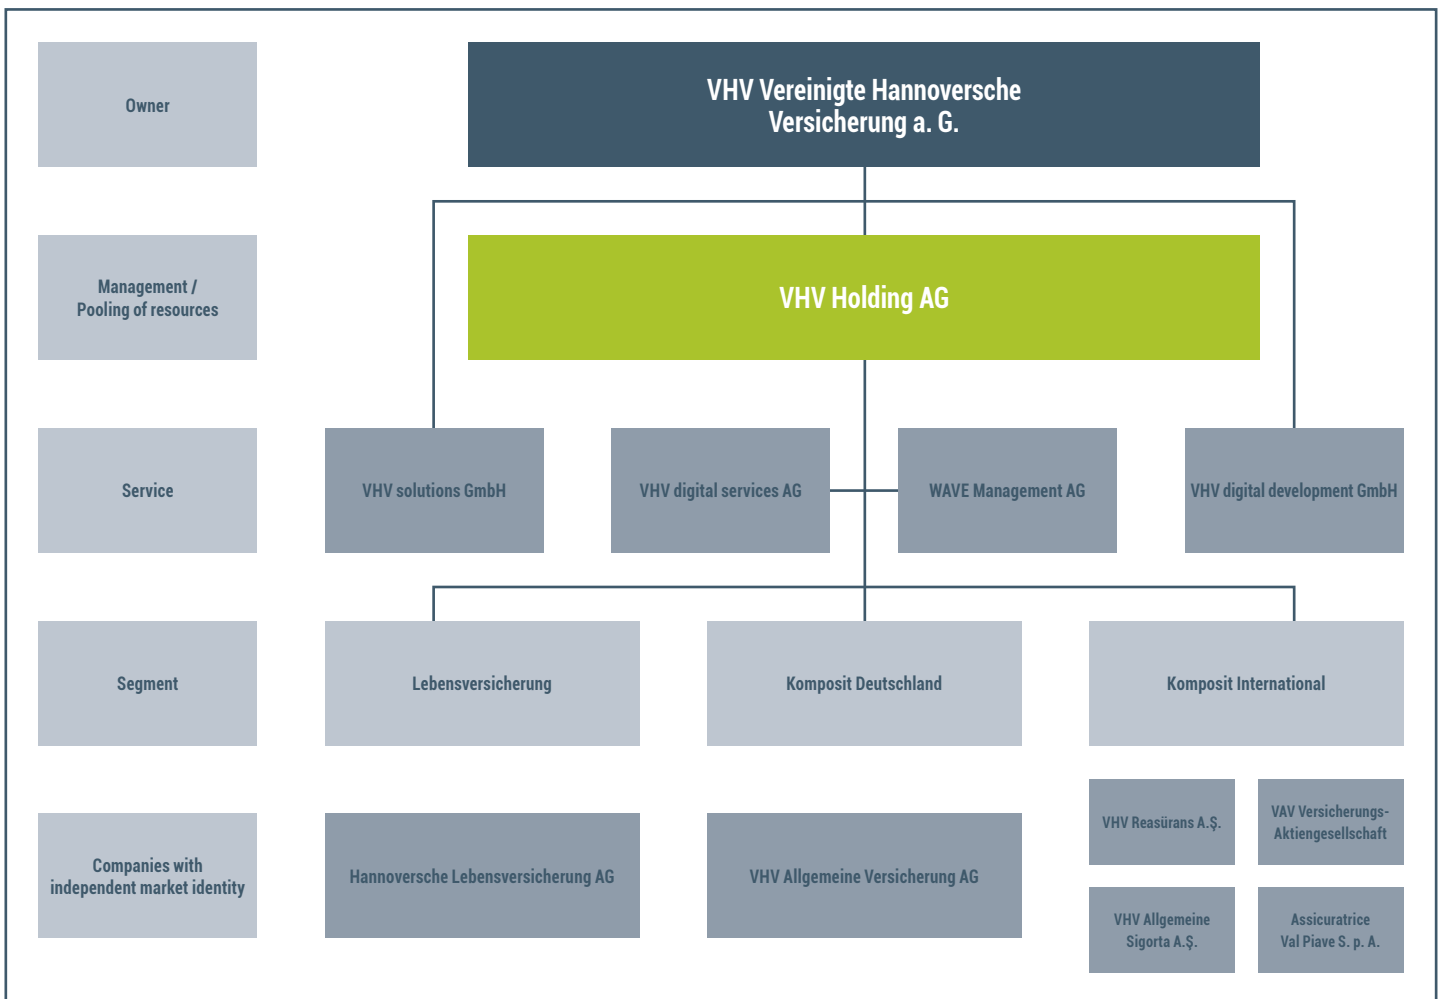 Owner
VHV Vereinigte Hannoversche
Versicherung a. G.
Management /
Pooling of resources
VHV Holding AG
Service
VHV solutions GmbH
VHV digital services AG
WAVE Management AG
VHV digital development GmbH
Segment
Lebensversicherung
Komposit Deutschland
Komposit International
Companies with
independent market identity
Hannoversche Lebensversicherung AG
VHV Allgemeine Versicherung AG
VHV Reasürans A.Ş.
VAV Versicherungs-
Aktiengesellschaft
VHV Allgemeine
Sigorta A.Ş.
Assicuratrice
Val Piave S. p. A.